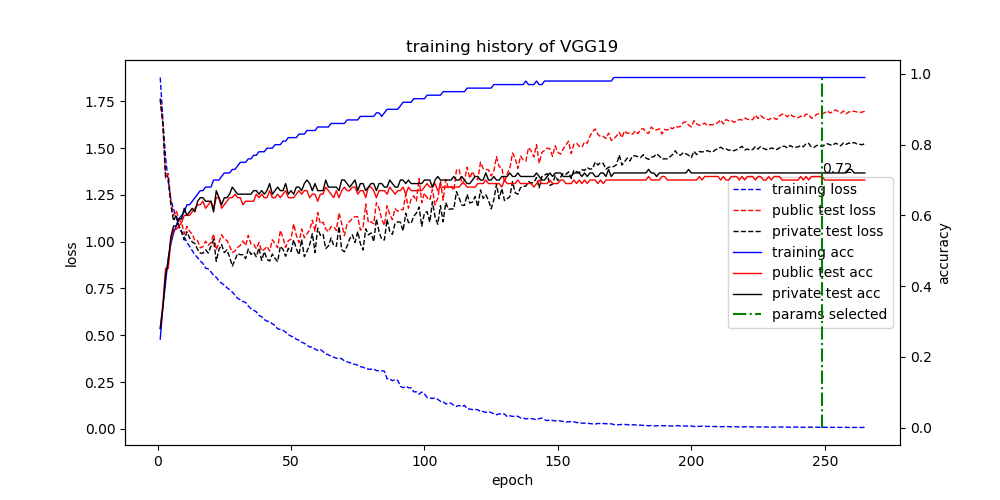 training history of VGG19
loss
1.75
1.50
1.25
1.00
0.75
0.50
0.25
0.00
1.0
0.8
0.6
0.4
0.2
0.0
accuracy
0.72
training loss
public test loss
private test loss
training acc
public test acc
private test acc
params selected
0
50
100
150
200
250
epoch